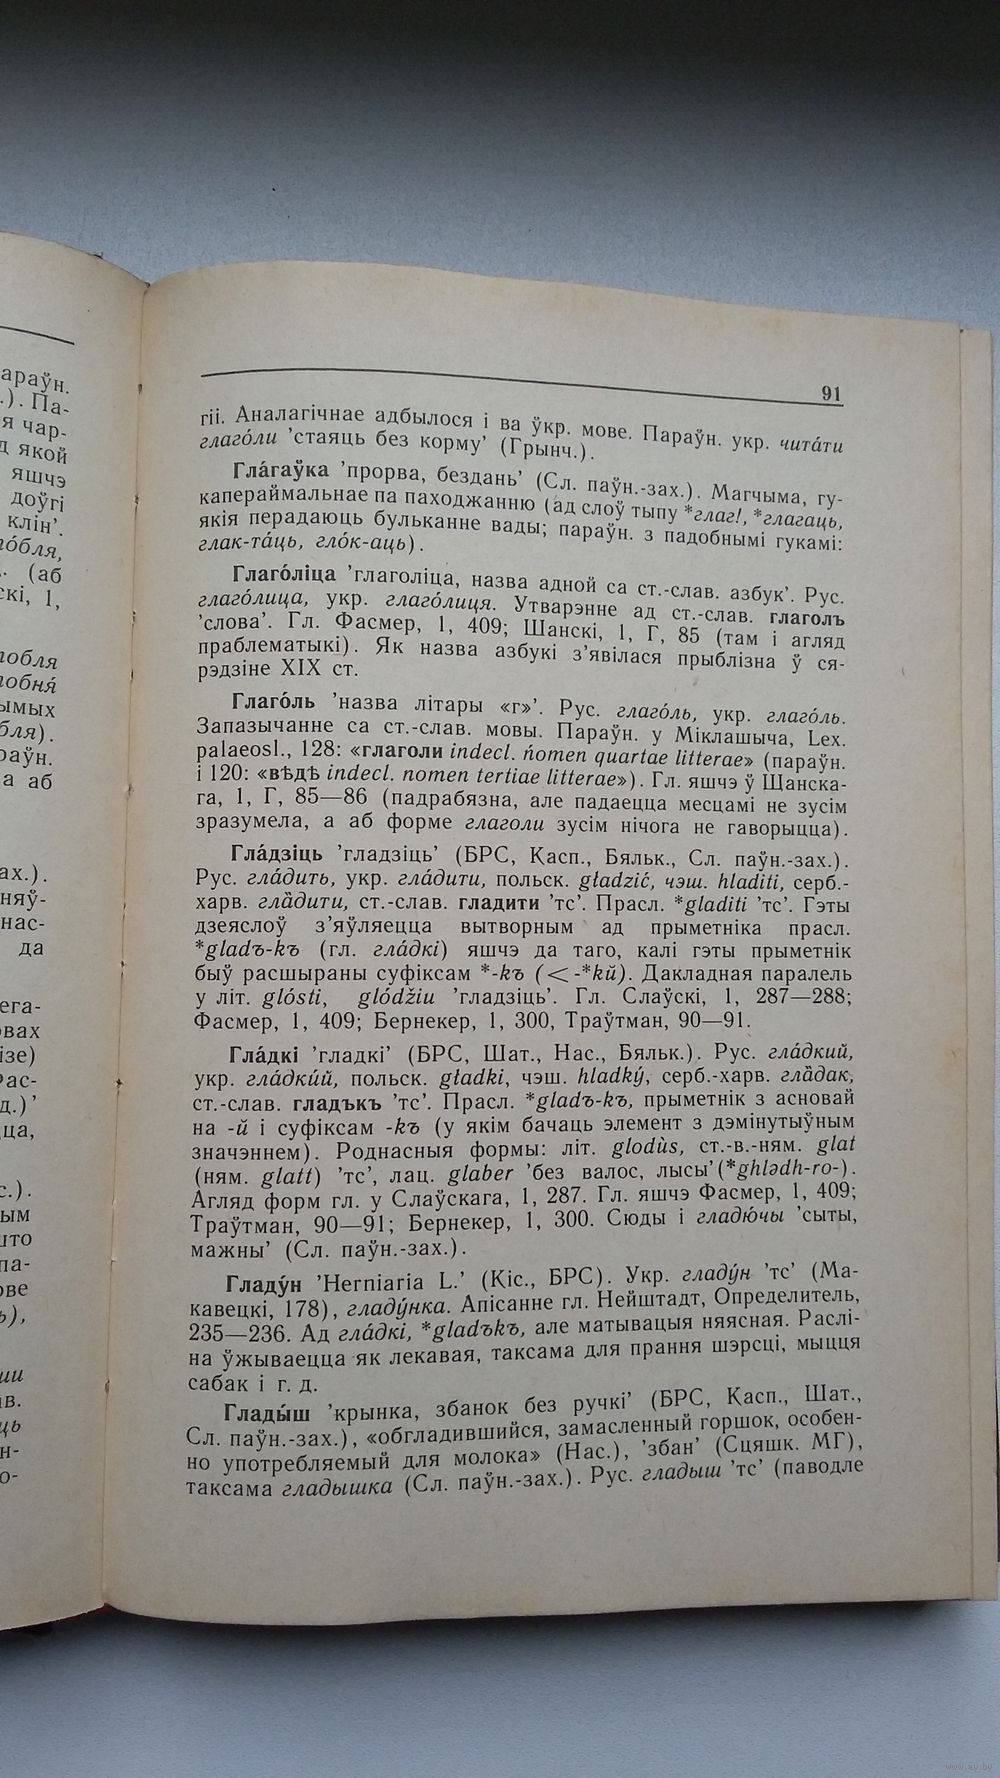 91
гіі. Аналагічнае адбылося і ва ўкр. мове. Параўн. укр. чита́ти
глаго́ли ’стаяць без корму’ (Грынч.).
Гла́гаўка ’прорва, бездань’ (Сл. паўн.-зах.). Магчыма, гу-
капераймальнае па паходжанню (ад слоў тыпу *глаг!, *глагаць,
якія перадаюць бульканне вады; параўн. з падобнымі гукамі:
глак-та́ць, гло́к-аць).
Глаго́ліца ’глаголіца, назва адной са ст.-слав. азбук’. Рус.
глаго́лица, укр. глаго́лиця. Утварэнне ад ст.-слав. глаголъ
’слова’. Гл. Фасмер, 1, 409; Шанскі, 1, Г, 85 (там і агляд
праблематыкі). Як назва азбукі з’явілася прыблізна ў ся-
рэдзіне XIX ст.
Глаго́ль ’назва літары «г»’. Рус. глаго́ль, укр. глаго́ль.
Запазычанне са ст.-слав. мовы. Параўн. у Міклашыча, Lex.
palaeosl., 128: «глаголи indecl. nomen quartae litterae» (параўн.
і 120: «вѣдѣ indecl. nomen tertiae litterae»). Гл. яшчэ ў Шанска-
га, 1, Г, 85—86 (падрабязна, але падаецца месцамі не зусім
зразумела, а аб форме глаголи зусім нічога не гаворыцца).
Гла́дзіць ’гладзіць’ (БРС, Касп., Бяльк., Сл. паўн.-зах.).
Рус. гла́дить, укр. гла́дити, польск. gładzić, чэш. hladiti, серб.-
харв. гла̏дити, ст.-слав. гладити ’тс’. Прасл. *gladiti ’тс’. Гэты
дзеяслоў з’яўляецца вытворным ад прыметніка прасл.
*gladъ-kъ (гл. гла́дкі) яшчэ да таго, калі гэты прыметнік
быў расшыраны суфіксам *-kъ (<-*kŭ). Дакладная паралель
у літ. glósti, glódžiu ’гладзіць’. Гл. Слаўскі, 1, 287—288;
Фасмер, 1, 409; Бернекер, 1, 300, Траўтман, 90—91.
Гла́дкі ’гладкі’ (БРС, Шат., Нас., Бяльк.). Рус. гла́дкий,
укр. гладки́й, польск. gładki, чэш. hladký, серб.-харв. гла̏дак,
ст.-слав. гладъкъ ’тс’. Прасл. *gladъ-kъ, прыметнік з асновай
на -ŭ і суфіксам -kъ (у якім бачаць элемент з дэмінутыўным
значэннем). Роднасныя формы: літ. glodùs, ст.-в.-ням. glat
(ням. glatt) ’тс’, лац. glaber ’без валос, лысы’ (*ghlədh-ro-).
Агляд форм гл. у Слаўскага, 1, 287. Гл. яшчэ Фасмер, 1, 409;
Траўтман, 90—91; Бернекер, 1, 300. Сюды і гладю́чы ’сыты,
мажны’ (Сл. паўн.-зах.).
Гладу́н ’Herniaria L.’ (Кіс., БРС). Укр. гладу́н ’тс’ (Ма-
кавецкі, 178), гладу́нка. Апісанне гл. Нейштадт, Определитель,
235—236. Ад гла́дкі, *gladъkъ, але матывацыя няясная. Раслі-
на ўжываецца як лекавая, таксама для прання шэрсці, мыцця
сабак і г. д.
Глады́ш ’крынка, збанок без ручкі’ (БРС, Касп., Шат.,
Сл. паўн.-зах.), «обгладившийся, замасленный горшок, особен-
но употребляемый для молока» (Нас.), ’збан’ (Сцяшк. МГ),
таксама гладышка (Сл. паўн.-зах.). Рус. гладыш ’тс’ (паводле